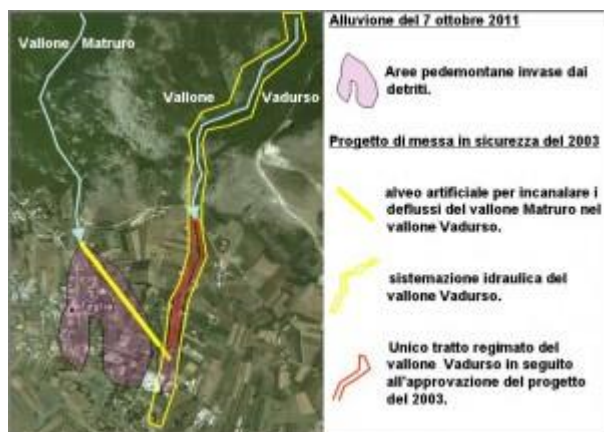 Vallone Matruro
Vallone Vadurso
Alluvione del 7 ottobre 2011
Aree pedemontane invase dai
detriti.
Progetto di messa in sicurezza del 2003
alveo artificiale per incanalare i
deflussi del vallone Matruro nel
vallone Vadurso.
sistemazione idraulica del
vallone Vadurso.
Unico tratto regimato del
vallone Vadurso in seguito
all'approvazione del progetto
del 2003.